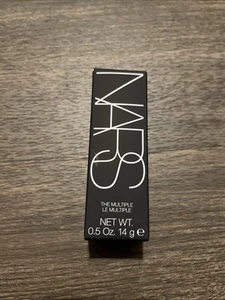 NARS
THE MULTIPLE
LE MULTIPLE
NET WT.
0.5 Oz. 14 g ℮